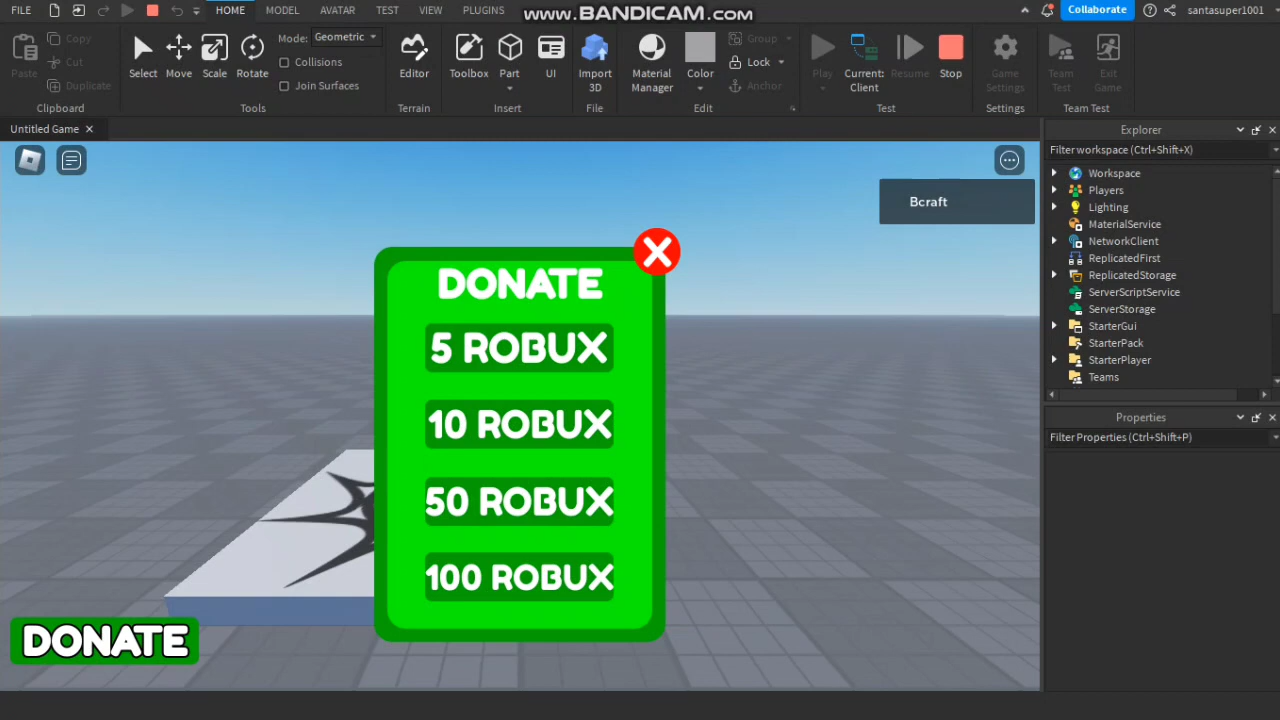 www.BANDICAM.com
FILE HOME MODEL AVATAR TEST VIEW PLUGINS Collaborate santasuper1001
Paste Copy Cut Duplicate
Select Move Scale Rotate
Mode: Geometric
Collisions
Join Surfaces
Editor Toolbox Part UI Import 3D Material Manager Color
Group
Lock
Anchor
Play Current: Client Resume Stop Game Settings Team Test Exit Game
Clipboard Tools Terrain Insert File Edit Test Settings Team Test
Untitled Game
Explorer
Filter workspace (Ctrl+Shift+X)
Workspace
Players
Lighting
MaterialService
NetworkClient
ReplicatedFirst
ReplicatedStorage
ServerScriptService
ServerStorage
StarterGui
StarterPack
StarterPlayer
Teams
Properties
Filter Properties (Ctrl+Shift+P)
Bcraft
X
DONATE
5 ROBUX
10 ROBUX
50 ROBUX
100 ROBUX
DONATE